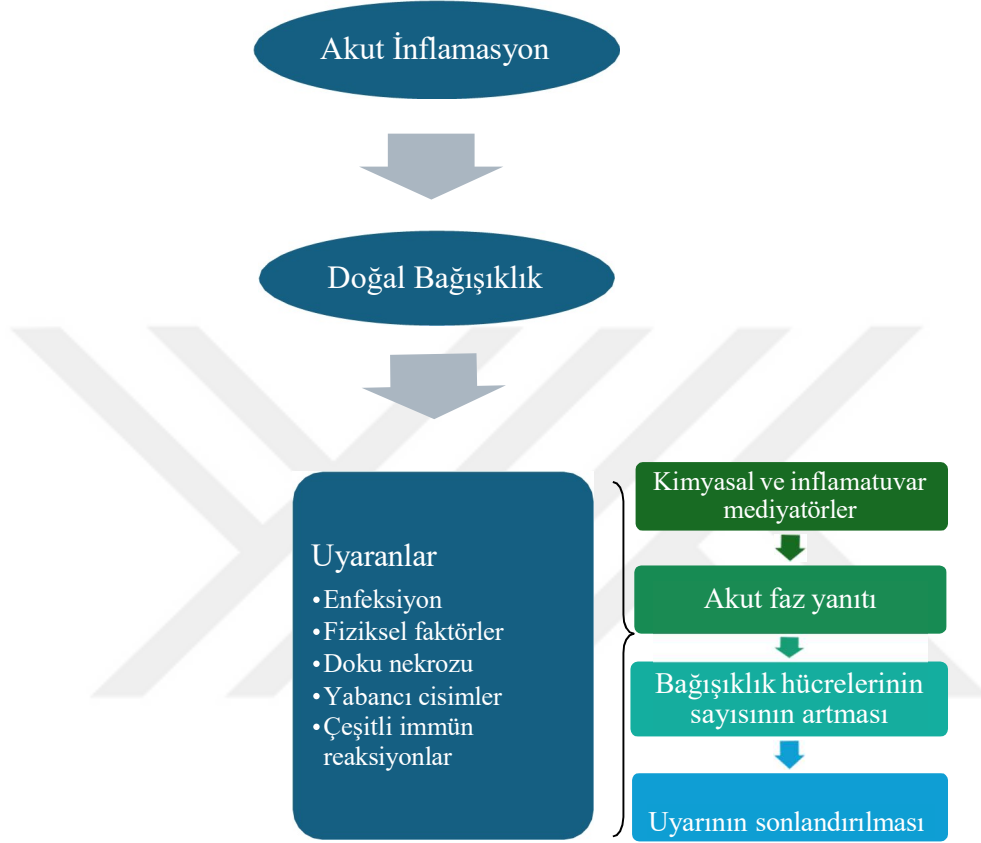 Akut İnflamasyon
Doğal Bağışıklık
Uyaranlar
•Enfeksiyon
•Fiziksel faktörler
•Doku nekrozu
•Yabancı cisimler
•Çeşitli immün
reaksiyonlar
Kimyasal ve inflamatuvar
mediyatörler
Akut faz yanıtı
Bağışıklık hücrelerinin
sayısının artması
Uyarının sonlandırılması